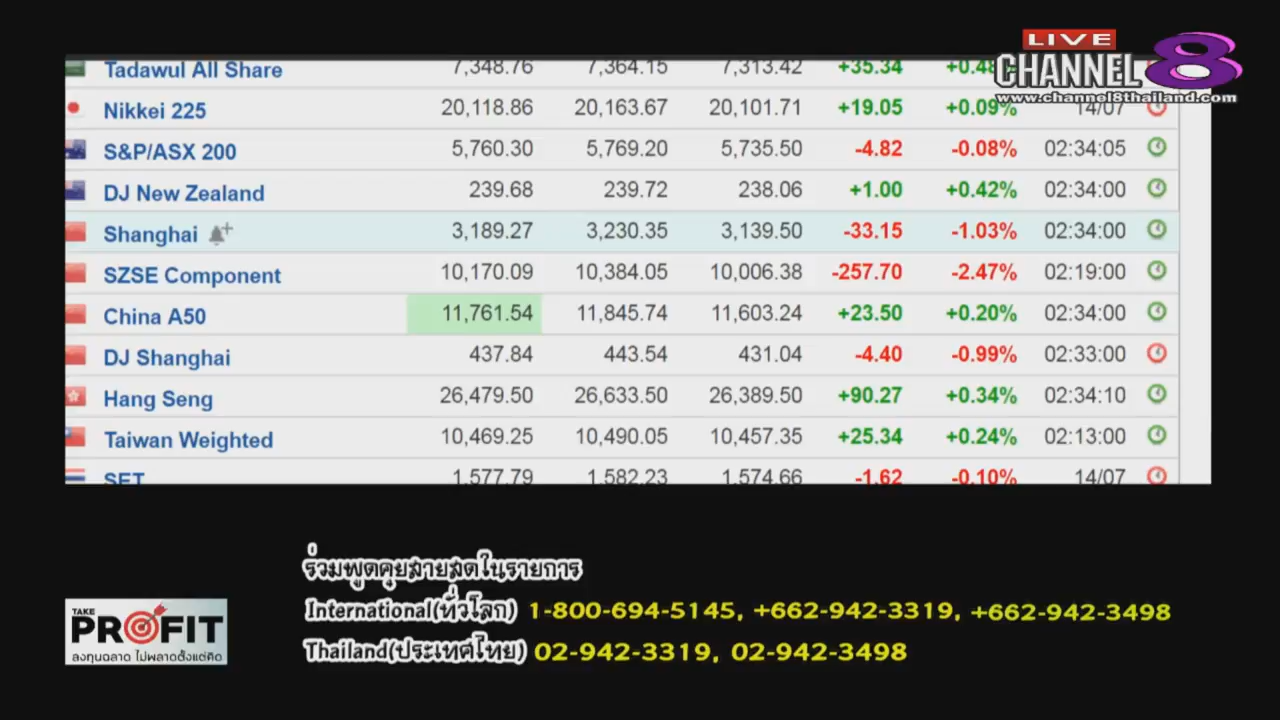 LIVE
CHANNEL 8
www.channel8thailand.com
Tadawul All Share 7,348.76 7,364.15 7,313.42 +35.34
Nikkei 225 20,118.86 20,163.67 20,101.71 +19.05 +0.09% 14/07
S&P/ASX 200 5,760.30 5,769.20 5,735.50 -4.82 -0.08% 02:34:05
DJ New Zealand 239.68 239.72 238.06 +1.00 +0.42% 02:34:00
Shanghai 3,189.27 3,230.35 3,139.50 -33.15 -1.03% 02:34:00
SZSE Component 10,170.09 10,384.05 10,006.38 -257.70 -2.47% 02:19:00
China A50 11,761.54 11,845.74 11,603.24 +23.50 +0.20% 02:34:00
DJ Shanghai 437.84 443.54 431.04 -4.40 -0.99% 02:33:00
Hang Seng 26,479.50 26,633.50 26,389.50 +90.27 +0.34% 02:34:10
Taiwan Weighted 10,469.25 10,490.05 10,457.35 +25.34 +0.24% 02:13:00
SET 1,577.79 1,582.23 1,574.66 -1.62 -0.10% 14/07
ร่วมพูดคุยสายสดในรายการ
International(ทั่วโลก) 1-800-694-5145, +662-942-3319, +662-942-3498
Thailand(ประเทศไทย) 02-942-3319, 02-942-3498
TAKE
PROFIT
ลงทุนฉลาด ไม่พลาดตั้งแต่คิด